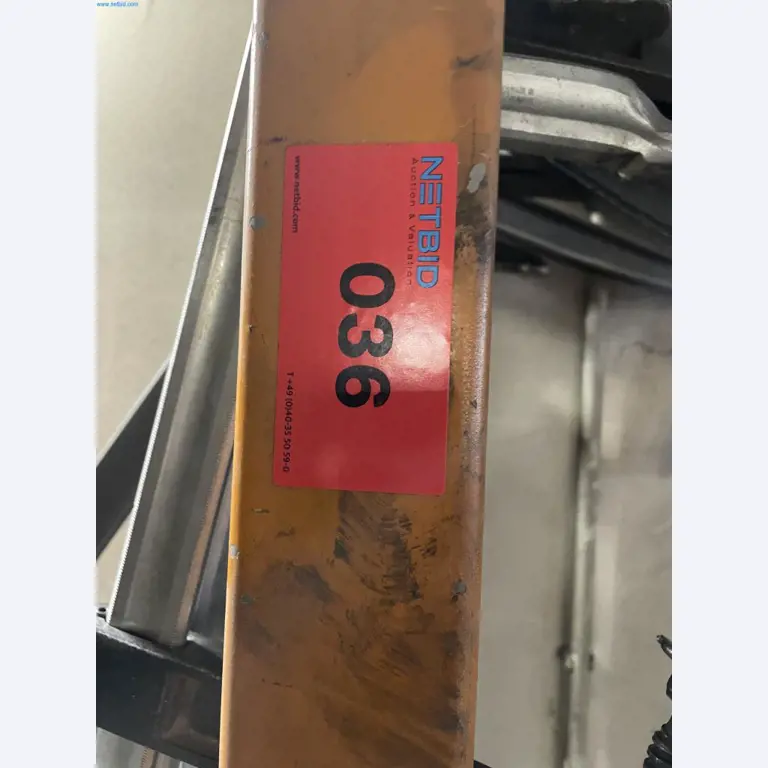 www.netbid.com
NETBID
Auction & Valuation
036
www.netbid.com
T +49 (0)40-35 50 59-0